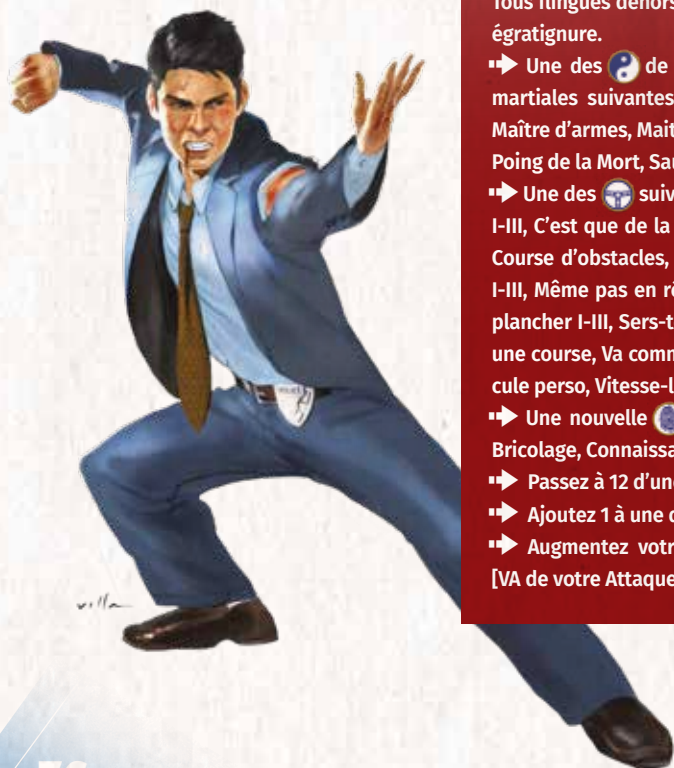 Tous flingues dehors
égratignure.
Une des de
martiales suivantes
Maître d'armes, Mait
Poing de la Mort, Sau
Une des suiv
I-III, C'est que de la
Course d'obstacles,
I-III, Même pas en rê
plancher I-III, Sers-t
une course, Va comm
cule perso, Vitesse-l
Une nouvelle
Bricolage, Connaissa
Passez à 12 d'une
Ajoutez 1 à une d
Augmentez votr
[VA de votre Attaque
villa